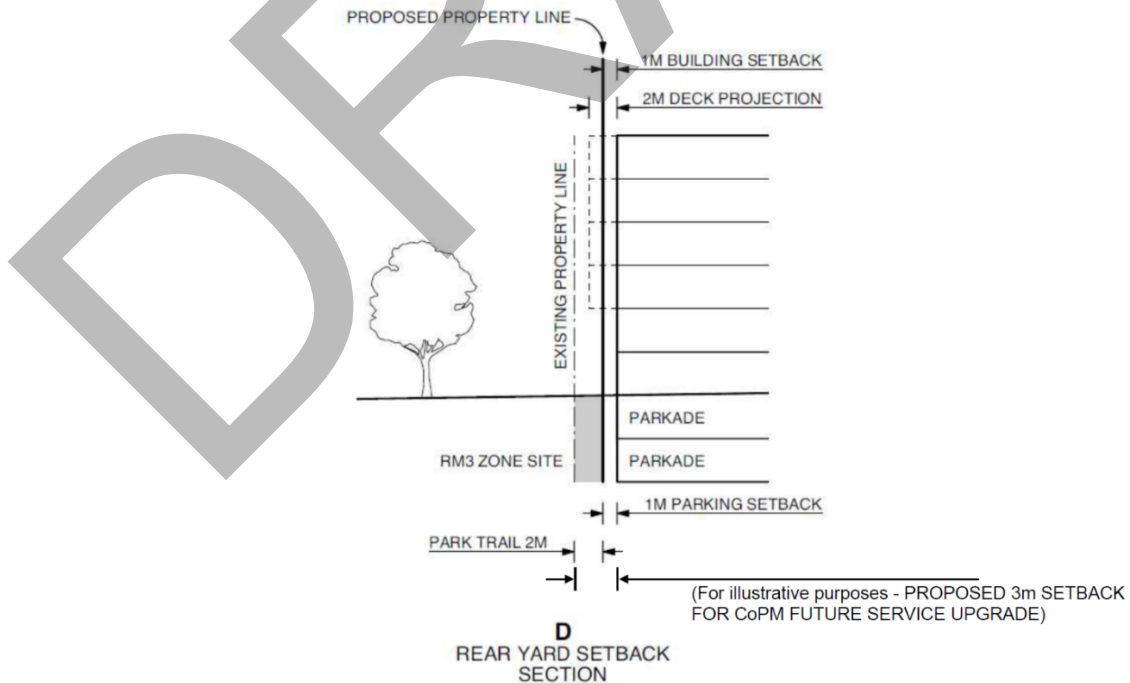 DRA
PROPOSED PROPERTY LINE
1M BUILDING SETBACK
2M DECK PROJECTION
EXISTING PROPERTY LINE
PARKADE
RM3 ZONE SITE
PARKADE
1M PARKING SETBACK
PARK TRAIL 2M
(For illustrative purposes - PROPOSED 3m SETBACK
FOR CoPM FUTURE SERVICE UPGRADE)
D
REAR YARD SETBACK
SECTION